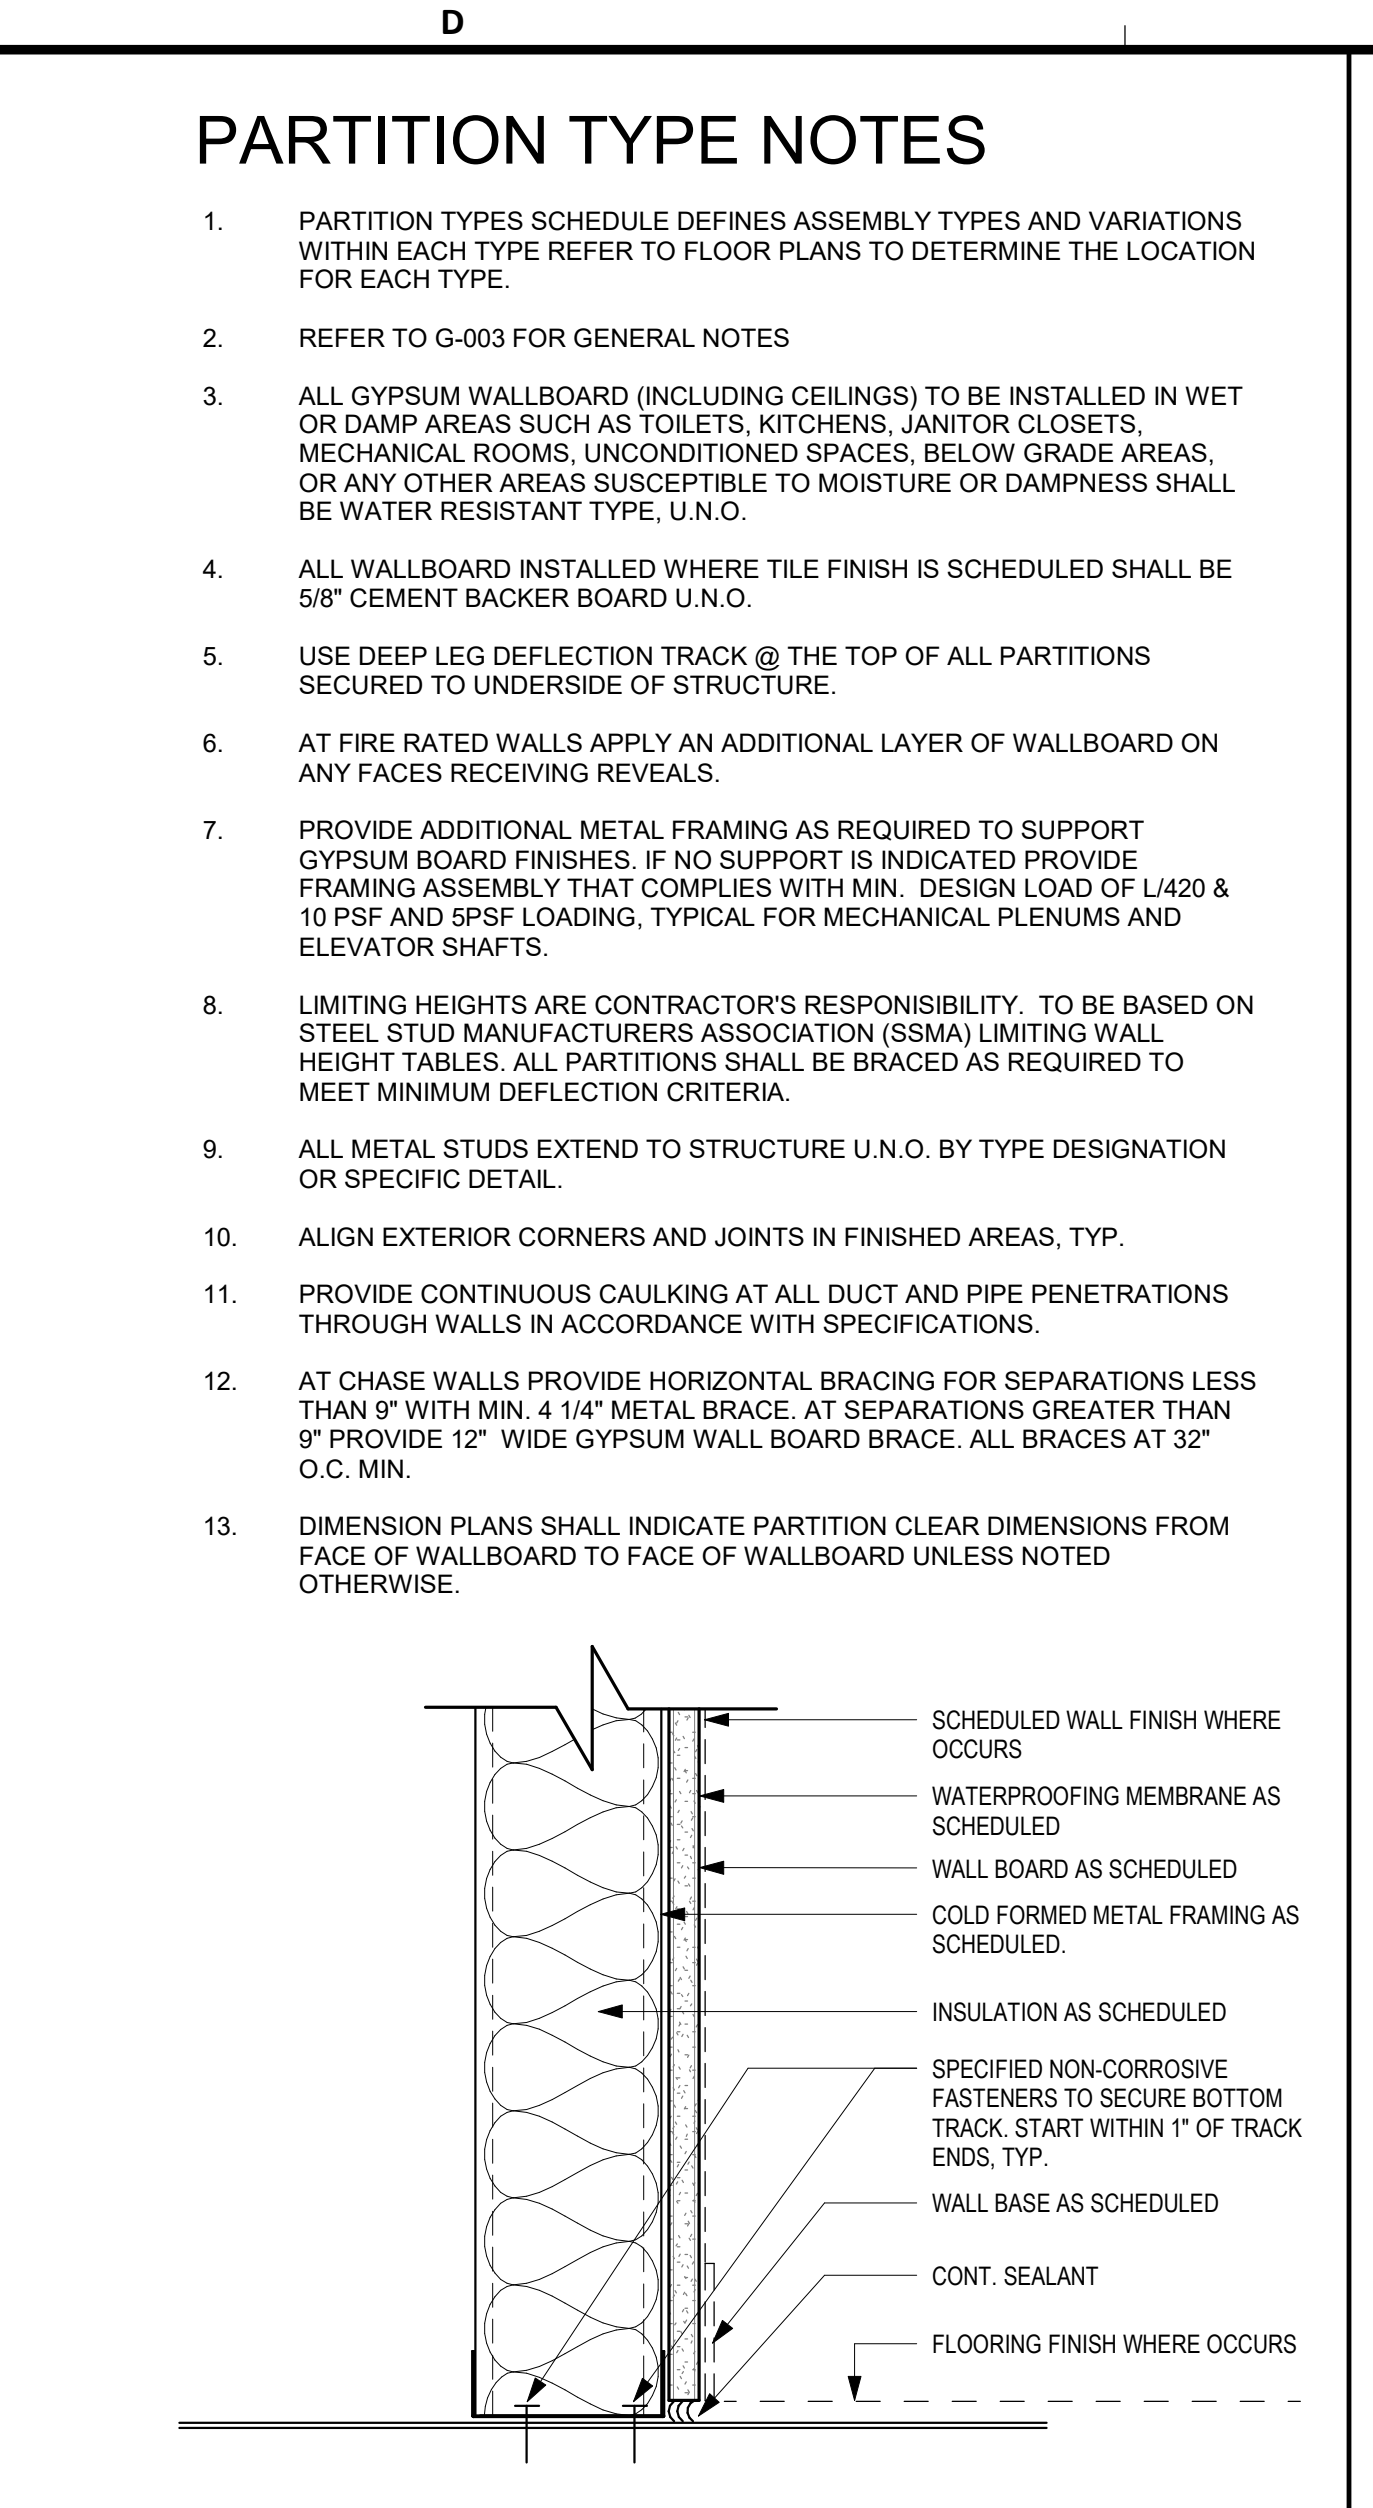 D
PARTITION TYPE NOTES
1. PARTITION TYPES SCHEDULE DEFINES ASSEMBLY TYPES AND VARIATIONS
WITHIN EACH TYPE REFER TO FLOOR PLANS TO DETERMINE THE LOCATION
FOR EACH TYPE.
2. REFER TO G-003 FOR GENERAL NOTES
3. ALL GYPSUM WALLBOARD (INCLUDING CEILINGS) TO BE INSTALLED IN WET
OR DAMP AREAS SUCH AS TOILETS, KITCHENS, JANITOR CLOSETS,
MECHANICAL ROOMS, UNCONDITIONED SPACES, BELOW GRADE AREAS,
OR ANY OTHER AREAS SUSCEPTIBLE TO MOISTURE OR DAMPNESS SHALL
BE WATER RESISTANT TYPE, U.N.O.
4. ALL WALLBOARD INSTALLED WHERE TILE FINISH IS SCHEDULED SHALL BE
5/8" CEMENT BACKER BOARD U.N.O.
5. USE DEEP LEG DEFLECTION TRACK @ THE TOP OF ALL PARTITIONS
SECURED TO UNDERSIDE OF STRUCTURE.
6. AT FIRE RATED WALLS APPLY AN ADDITIONAL LAYER OF WALLBOARD ON
ANY FACES RECEIVING REVEALS.
7. PROVIDE ADDITIONAL METAL FRAMING AS REQUIRED TO SUPPORT
GYPSUM BOARD FINISHES. IF NO SUPPORT IS INDICATED PROVIDE
FRAMING ASSEMBLY THAT COMPLIES WITH MIN.  DESIGN LOAD OF L/420 &
10 PSF AND 5PSF LOADING, TYPICAL FOR MECHANICAL PLENUMS AND
ELEVATOR SHAFTS.
8. LIMITING HEIGHTS ARE CONTRACTOR'S RESPONISIBILITY.  TO BE BASED ON
STEEL STUD MANUFACTURERS ASSOCIATION (SSMA) LIMITING WALL
HEIGHT TABLES. ALL PARTITIONS SHALL BE BRACED AS REQUIRED TO
MEET MINIMUM DEFLECTION CRITERIA.
9. ALL METAL STUDS EXTEND TO STRUCTURE U.N.O. BY TYPE DESIGNATION
OR SPECIFIC DETAIL.
10. ALIGN EXTERIOR CORNERS AND JOINTS IN FINISHED AREAS, TYP.
11. PROVIDE CONTINUOUS CAULKING AT ALL DUCT AND PIPE PENETRATIONS
THROUGH WALLS IN ACCORDANCE WITH SPECIFICATIONS.
12. AT CHASE WALLS PROVIDE HORIZONTAL BRACING FOR SEPARATIONS LESS
THAN 9" WITH MIN. 4 1/4" METAL BRACE. AT SEPARATIONS GREATER THAN
9" PROVIDE 12"  WIDE GYPSUM WALL BOARD BRACE. ALL BRACES AT 32"
O.C. MIN.
13. DIMENSION PLANS SHALL INDICATE PARTITION CLEAR DIMENSIONS FROM
FACE OF WALLBOARD TO FACE OF WALLBOARD UNLESS NOTED
OTHERWISE.
SCHEDULED WALL FINISH WHERE
OCCURS
WATERPROOFING MEMBRANE AS
SCHEDULED
WALL BOARD AS SCHEDULED
COLD FORMED METAL FRAMING AS
SCHEDULED.
INSULATION AS SCHEDULED
SPECIFIED NON-CORROSIVE
FASTENERS TO SECURE BOTTOM
TRACK. START WITHIN 1" OF TRACK
ENDS, TYP.
WALL BASE AS SCHEDULED
CONT. SEALANT
FLOORING FINISH WHERE OCCURS